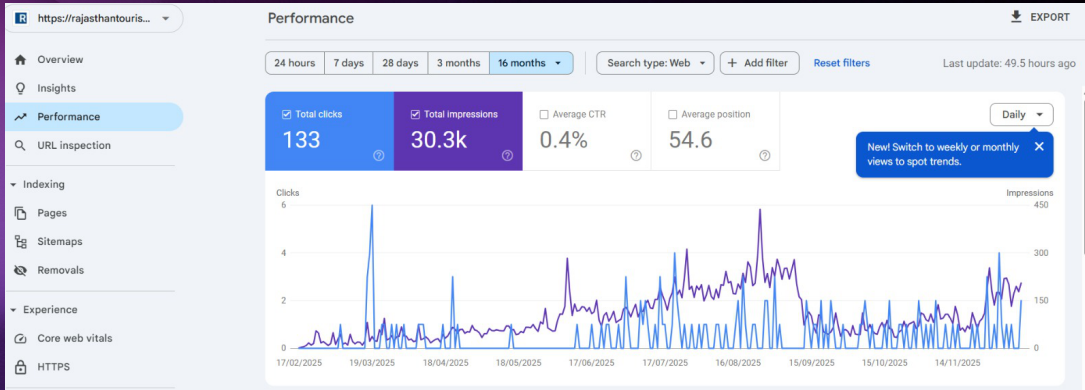 R https://rajasthantouris...
Performance
EXPORT
24 hours
7 days
28 days
3 months
16 months
Search type: Web
+ Add filter
Reset filters
Last update: 49.5 hours ago
Overview
Insights
Performance
URL inspection
Indexing
Pages
Sitemaps
Removals
Experience
Core web vitals
HTTPS
Total clicks
133
Total impressions
30.3k
Average CTR
0.4%
Average position
54.6
Daily
New! Switch to weekly or monthly
views to spot trends.
Clicks
Impressions
6
450
4
300
2
150
0
0
17/02/2025
19/03/2025
18/04/2025
18/05/2025
17/06/2025
17/07/2025
16/08/2025
15/09/2025
15/10/2025
14/11/2025